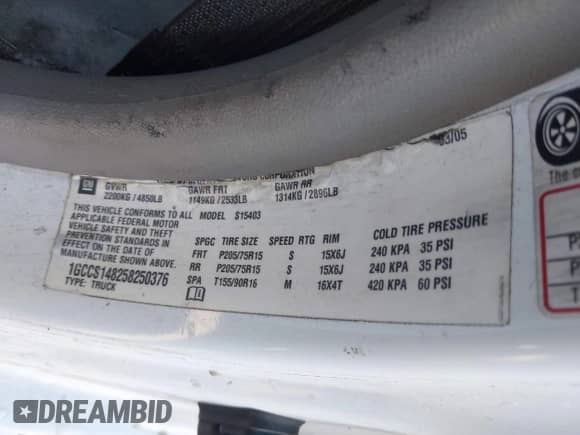 03/05
GM
CORPORATION
GVWR GAWR FRT GAWR RR
2200KG / 4850LB 1149KG / 2533LB 1314KG / 2896LB
THIS VEHICLE CONFORMS TO ALL
APPLICABLE FEDERAL MOTOR
VEHICLE SAFETY AND THEFT
PREVENTION STANDARDS IN
EFFECT ON THE DATE OF
MANUFACTURE SHOWN ABOVE.
1GCCS148258250376
TYPE: TRUCK
MODEL S15403
SPGC TIRE SIZE SPEED RTG RIM COLD TIRE PRESSURE
FRT P205/75R15 S 15X6J 240 KPA 35 PSI
RR P205/75R15 S 15X6J 240 KPA 35 PSI
SPA T155/90R16 M 16X4T 420 KPA 60 PSI
DREAMBID